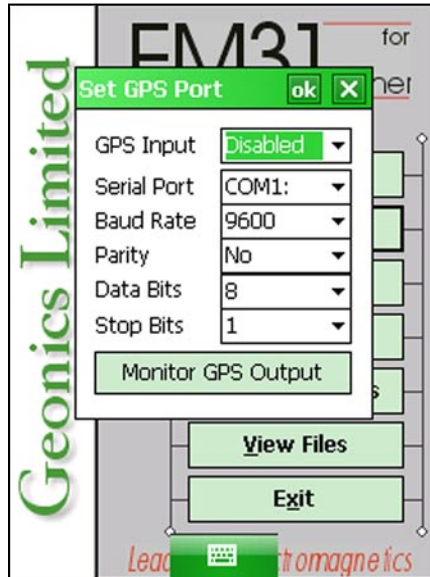 Geonics Limited
EM31
for
Set GPS Port ok
GPS Input Disabled
Serial Port COM1:
Baud Rate 9600
Parity No
Data Bits 8
Stop Bits 1
Monitor GPS Output
View Files
Exit